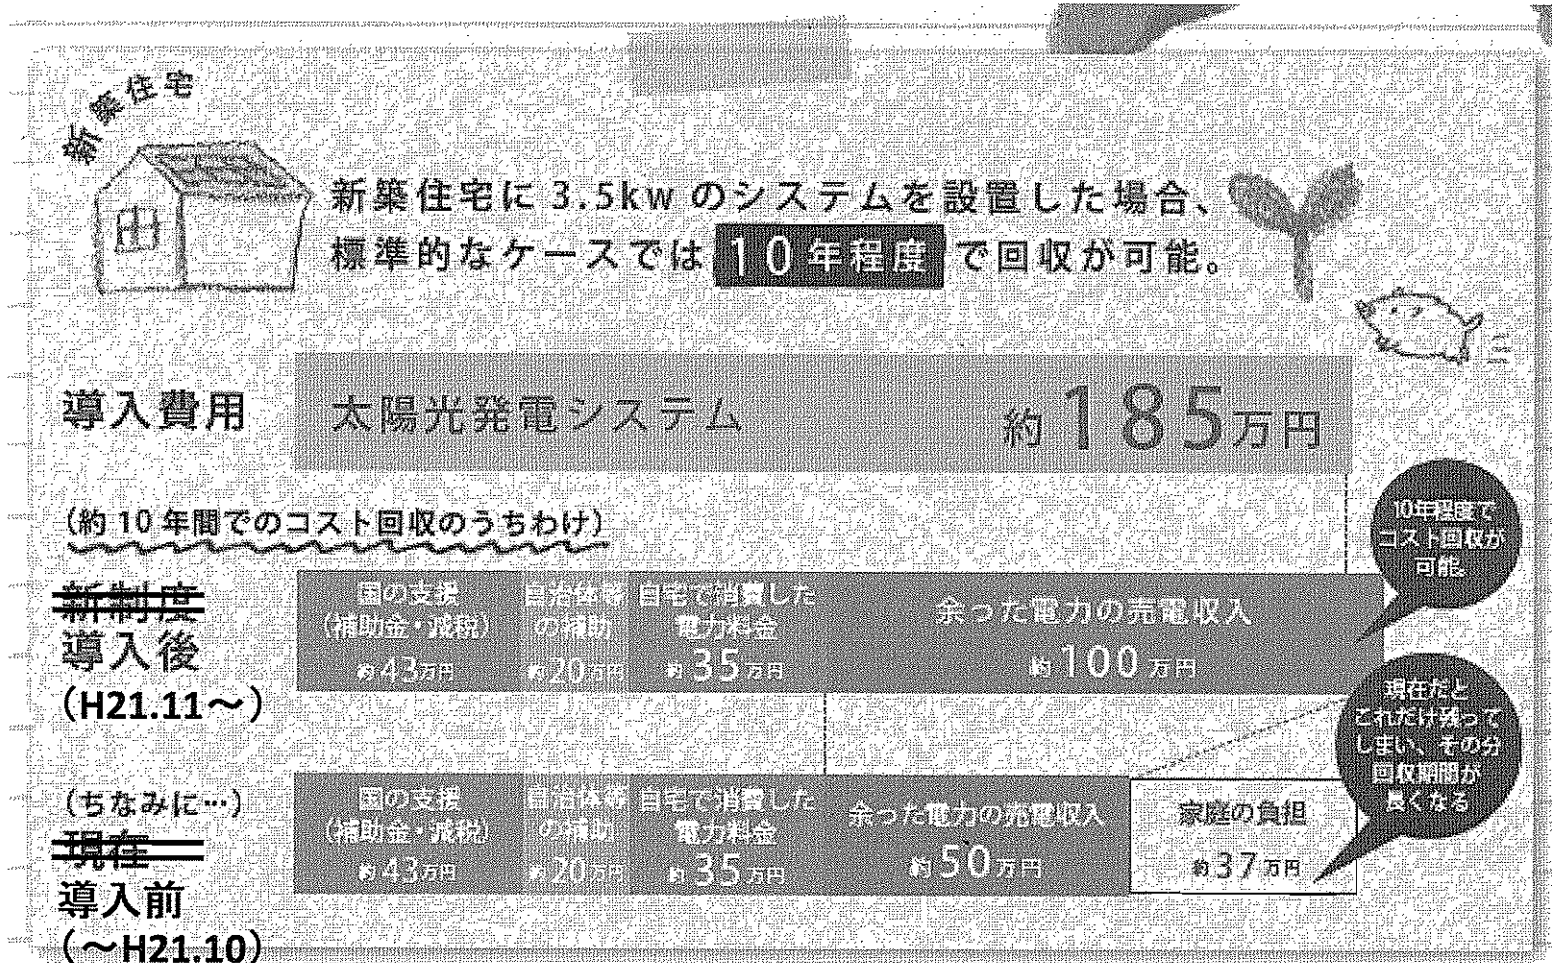 新築住宅
新築住宅に 3.5kw のシステムを設置した場合、
標準的なケースでは 10年程度 で回収が可能。
導入費用
太陽光発電システム 約185万円
(約10年間でのコスト回収のうちわけ)
10年程度で
コスト回収が
可能。
新制度
導入後
(H21.11~)
国の支援
(補助金・減税)
約43万円
自治体等
の補助
約20万円
自宅で消費した
電力料金
約35万円
余った電力の売電収入
約100万円
現在だと
これだけ残って
しまい、その分
回収期間が
長くなる
(ちなみに…)
現在
導入前
(~H21.10)
国の支援
(補助金・減税)
約43万円
自治体等
の補助
約20万円
自宅で消費した
電力料金
約35万円
余った電力の売電収入
約50万円
家庭の負担
約37万円